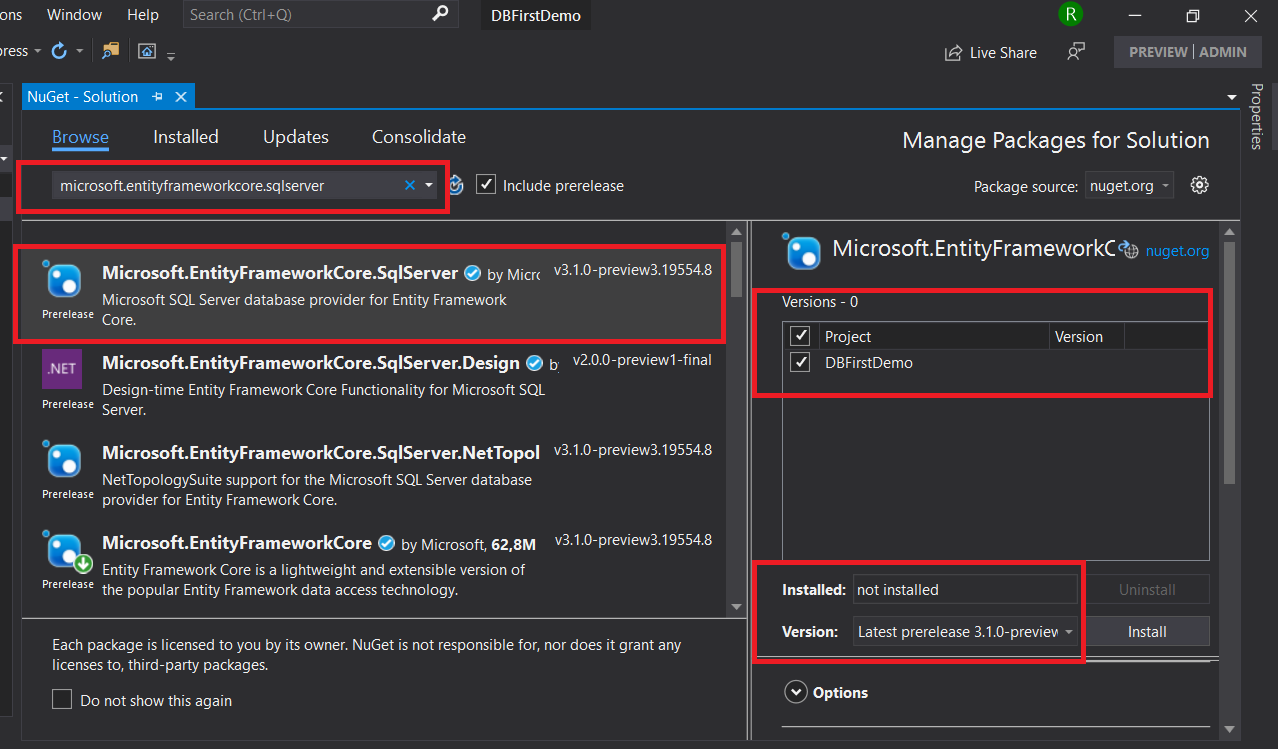 ons Window Help Search (Ctrl+Q) DBFirstDemo R
ress Live Share PREVIEW ADMIN
NuGet - Solution
Properties
Browse Installed Updates Consolidate
Manage Packages for Solution
microsoft.entityframeworkcore.sqlserver Include prerelease
Package source: nuget.org
Microsoft.EntityFrameworkCore.SqlServer by Micrc v3.1.0-preview3.19554.8
Microsoft SQL Server database provider for Entity Framework
Core.
Prerelease
.NET Microsoft.EntityFrameworkCore.SqlServer.Design by v2.0.0-preview1-final
Design-time Entity Framework Core Functionality for Microsoft SQL
Server.
Prerelease
Microsoft.EntityFrameworkCore.SqlServer.NetTopol v3.1.0-preview3.19554.8
NetTopologySuite support for the Microsoft SQL Server database
provider for Entity Framework Core.
Prerelease
Microsoft.EntityFrameworkCore by Microsoft, 62,8M v3.1.0-preview3.19554.8
Entity Framework Core is a lightweight and extensible version of
the popular Entity Framework data access technology.
Prerelease
Each package is licensed to you by its owner. NuGet is not responsible for, nor does it grant any
licenses to, third-party packages.
Do not show this again
Microsoft.EntityFrameworkC nuget.org
Versions - 0
Project Version
DBFirstDemo
Installed: not installed Uninstall
Version: Latest prerelease 3.1.0-preview Install
Options